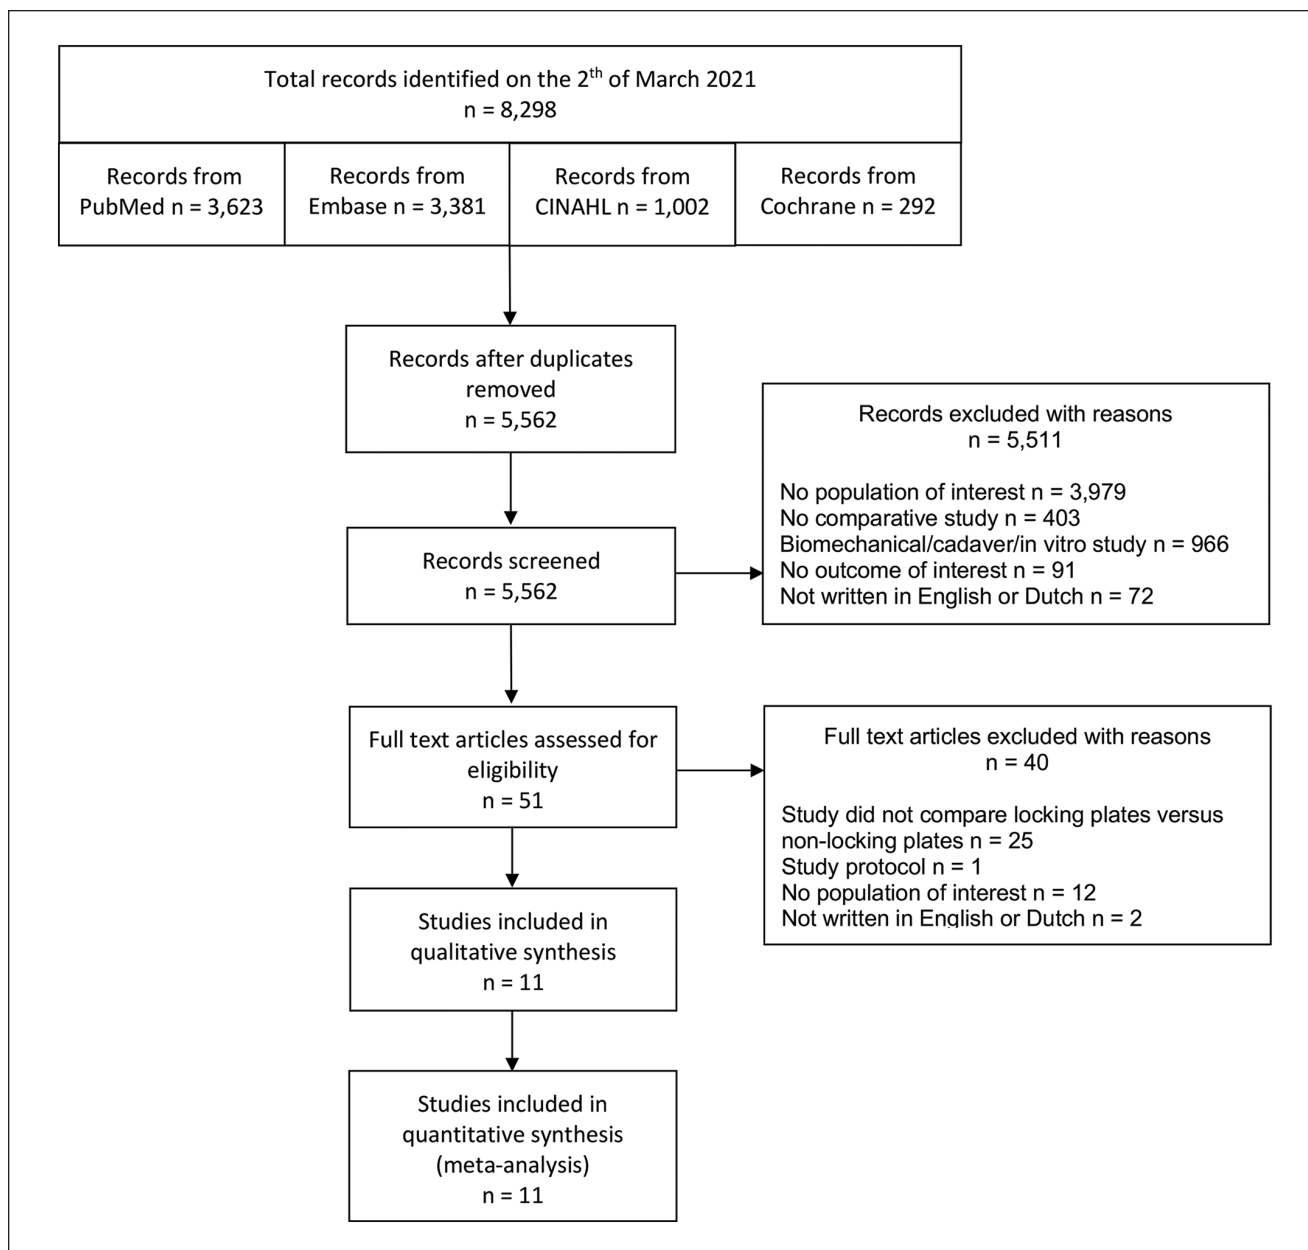 Total records identified on the 2th of March 2021
n = 8,298
Records from
PubMed n = 3,623
Records from
Embase n = 3,381
Records from
CINAHL n = 1,002
Records from
Cochrane n = 292
Records after duplicates
removed
n = 5,562
Records screened
n = 5,562
Records excluded with reasons
n = 5,511
No population of interest n = 3,979
No comparative study n = 403
Biomechanical/cadaver/in vitro study n = 966
No outcome of interest n = 91
Not written in English or Dutch n = 72
Full text articles assessed for
eligibility
n = 51
Full text articles excluded with reasons
n = 40
Study did not compare locking plates versus
non-locking plates n = 25
Study protocol n = 1
No population of interest n = 12
Not written in English or Dutch n = 2
Studies included in
qualitative synthesis
n = 11
Studies included in
quantitative synthesis
(meta-analysis)
n = 11